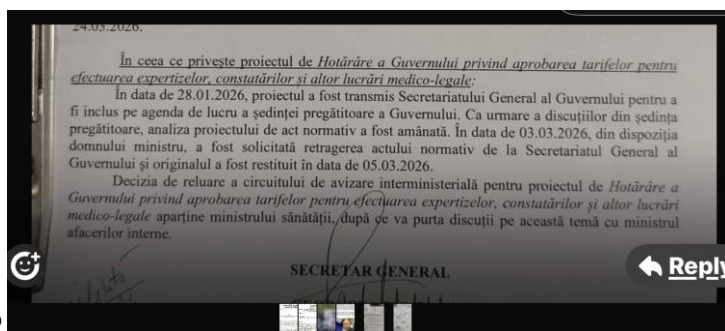 24.03.2026.
În ceea ce privește proiectul de Hotărâre a Guvernului privind aprobarea tarifelor pentru
efectuarea expertizelor, constatărilor și altor lucrări medico-legale:
În data de 28.01.2026, proiectul a fost transmis Secretariatului General al Guvernului pentru a
fi inclus pe agenda de lucru a ședinței pregătitoare a Guvernului. Ca urmare a discuțiilor din ședința
pregătitoare, analiza proiectului de act normativ a fost amânată. În data de 03.03.2026, din dispoziția
domnului ministru, a fost solicitată retragerea actului normativ de la Secretariatul General al
Guvernului și originalul a fost restituit în data de 05.03.2026.
Decizia de reluare a circuitului de avizare interministerială pentru proiectul de Hotărâre a
Guvernului privind aprobarea tarifelor pentru efectuarea expertizelor, constatărilor și altor lucrări
medico-legale aparține ministrului sănătății, după ce va purta discuții pe această temă cu ministrul
afacerilor interne.
SECRETAR GENERAL
Reply